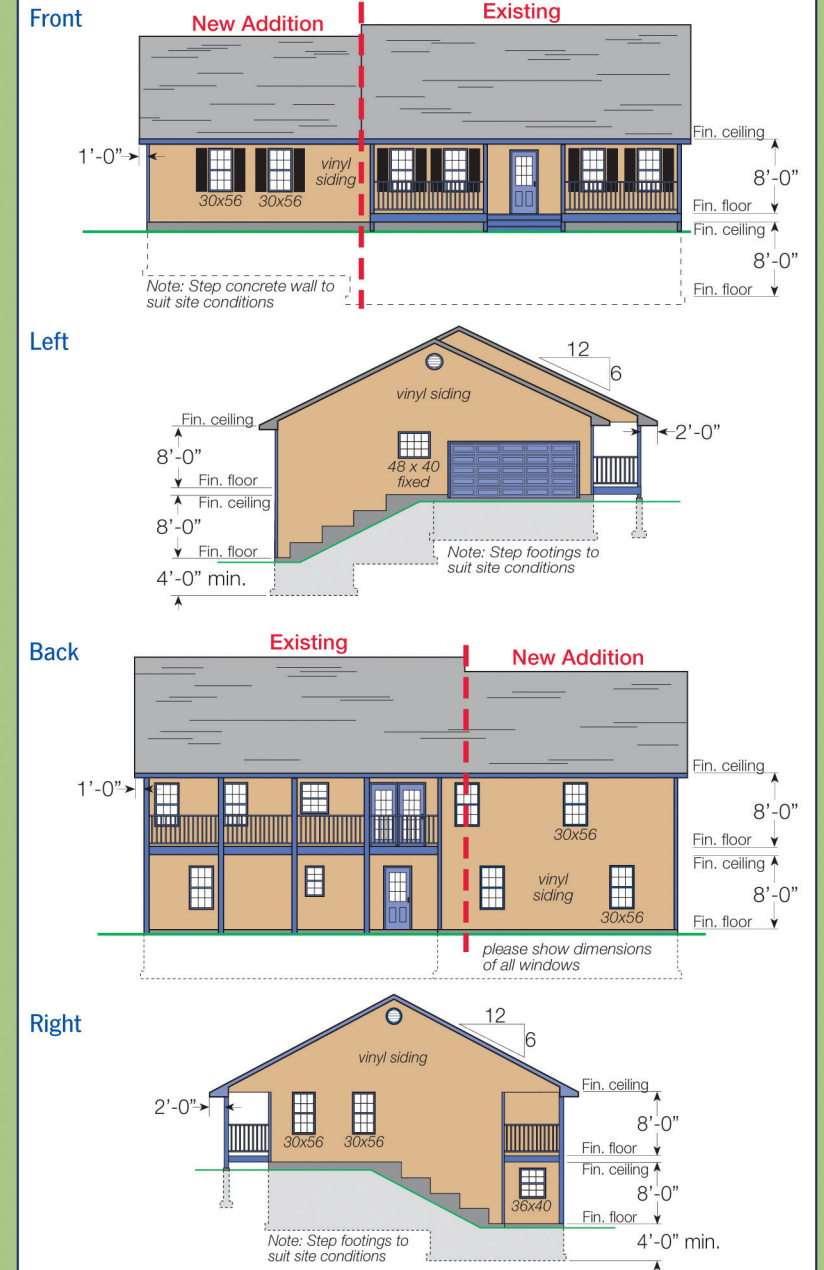 Front
New Addition
Existing
1’-0”
vinyl
siding
30x56
30x56
Fin. ceiling
8’-0”
Fin. floor
Fin. ceiling
8’-0”
Fin. floor
Note: Step concrete wall to
suit site conditions
Left
12
6
vinyl siding
Fin. ceiling
8’-0”
Fin. floor
Fin. ceiling
8’-0”
Fin. floor
4’-0” min.
48 x 40
fixed
2’-0”
Note: Step footings to
suit site conditions
Back
Existing
New Addition
1’-0”
30x56
vinyl
siding
30x56
Fin. ceiling
8’-0”
Fin. floor
Fin. ceiling
8’-0”
Fin. floor
please show dimensions
of all windows
Right
12
6
vinyl siding
2’-0”
30x56
30x56
36x40
Fin. ceiling
8’-0”
Fin. floor
Fin. ceiling
8’-0”
Fin. floor
4’-0” min.
Note: Step footings to
suit site conditions